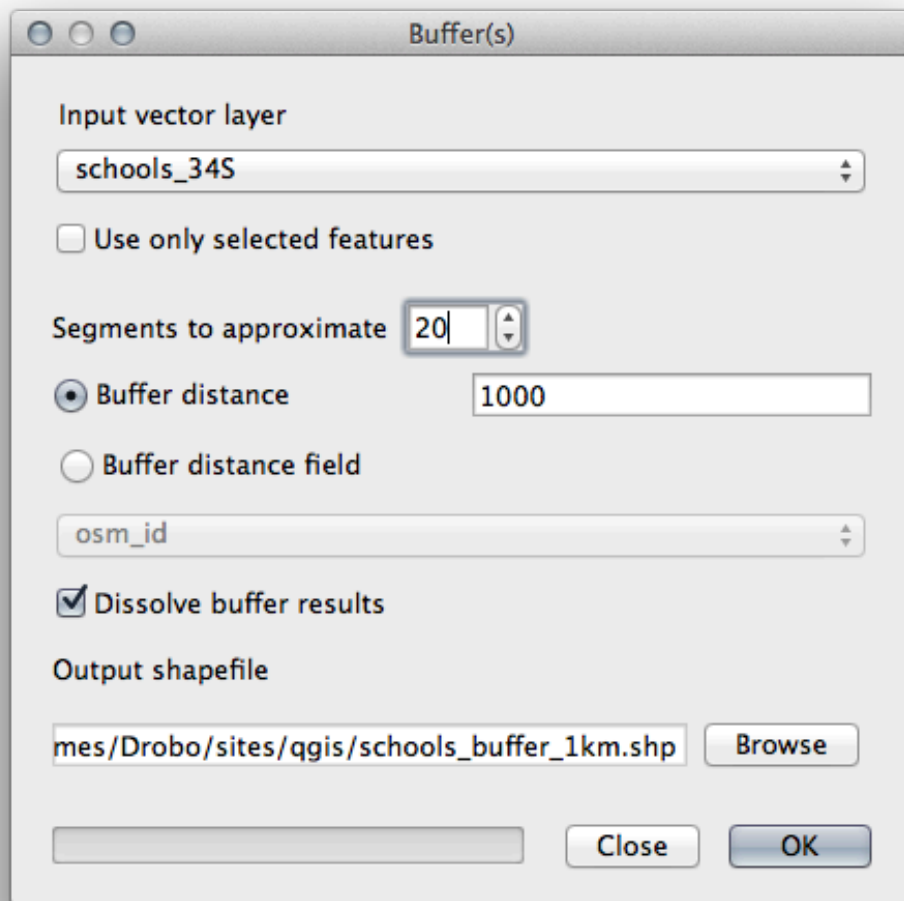 Buffer(s)
Input vector layer
schools_34S
Use only selected features
Segments to approximate 20
Buffer distance 1000
Buffer distance field
osm_id
Dissolve buffer results
Output shapefile
mes/Drobo/sites/qgis/schools_buffer_1km.shp Browse
Close OK